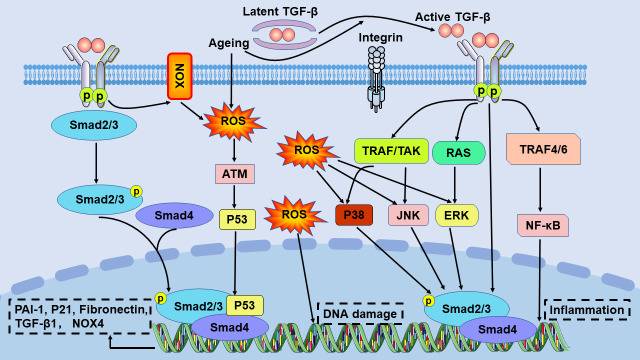 Latent TGF-β
Active TGF-β
Ageing
Integrin
NOX
P P
P P
Smad2/3
ROS
ROS
TRAF/TAK
RAS
TRAF4/6
ATM
Smad2/3
P
Smad4
P53
ROS
P38
JNK
ERK
NF-κB
P
Smad2/3
P53
Smad4
P
Smad2/3
Smad4
PAI-1, P21, Fibronectin,
TGF-β1, NOX4
DNA damage
Inflammation